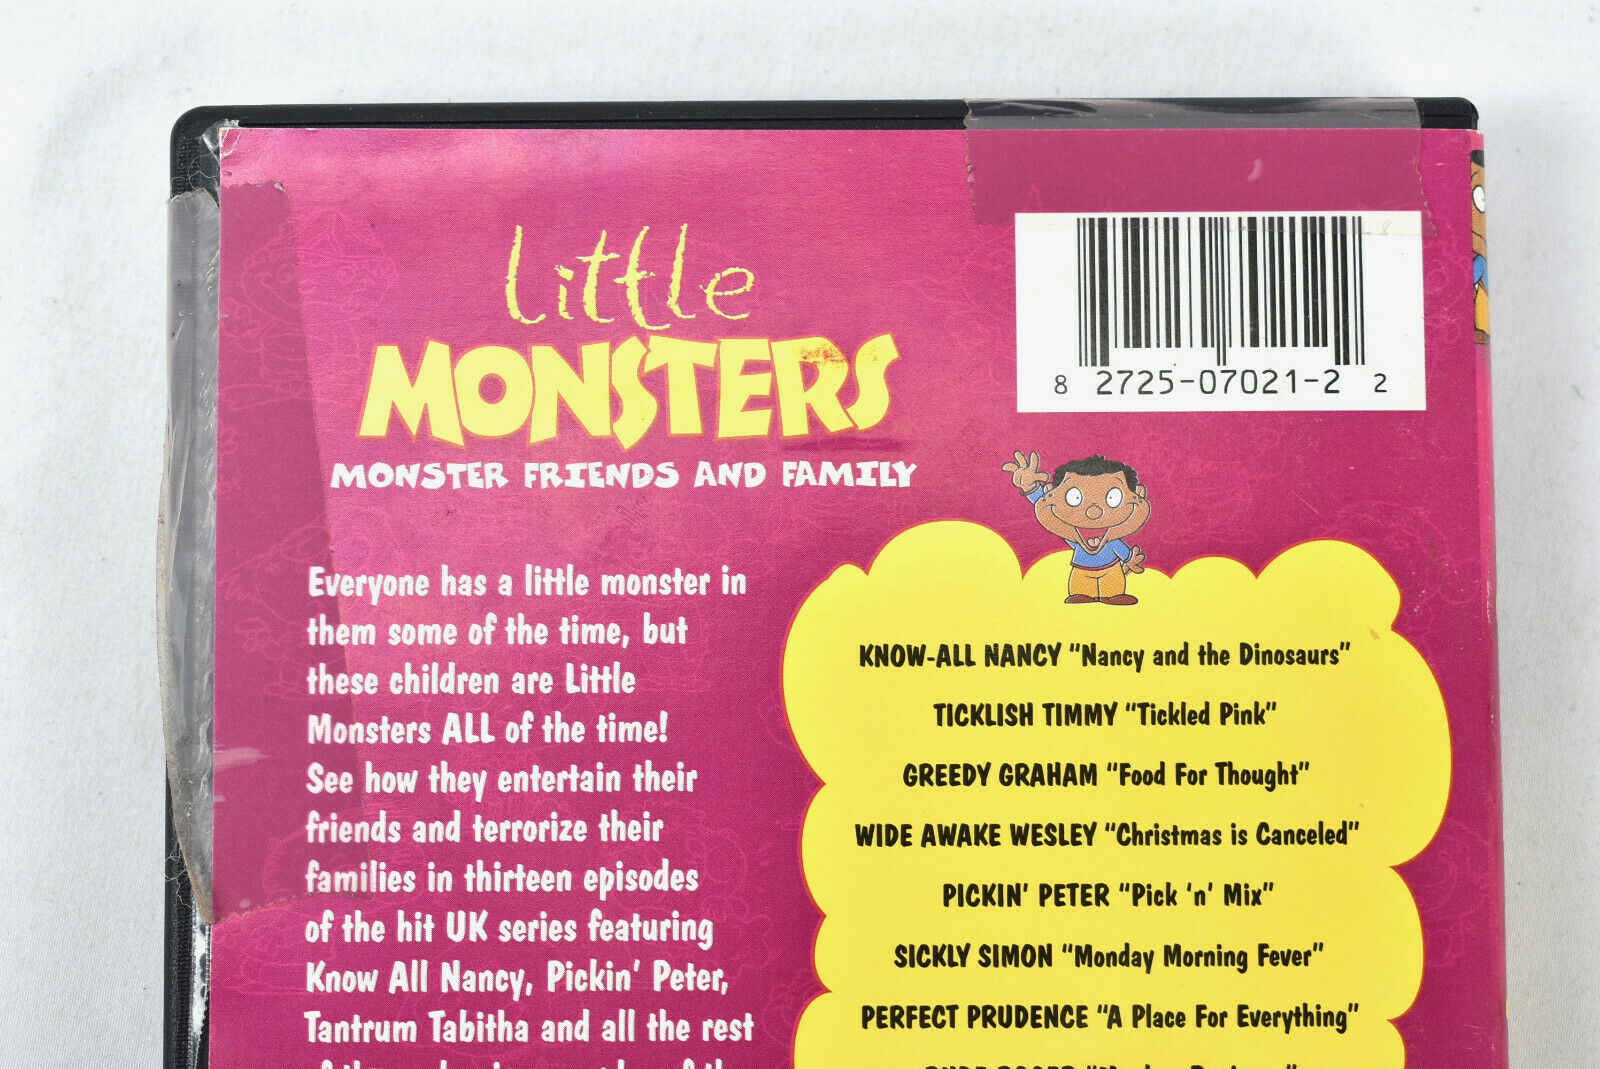 Little
MONSTERS
MONSTER FRIENDS AND FAMILY
8 2725-07021-2 2
Everyone has a little monster in
them some of the time, but
these children are Little
Monsters ALL of the time!
See how they entertain their
friends and terrorize their
families in thirteen episodes
of the hit UK series featuring
Know All Nancy, Pickin' Peter,
Tantrum Tabitha and all the rest
KNOW-ALL NANCY "Nancy and the Dinosaurs"
TICKLISH TIMMY "Tickled Pink"
GREEDY GRAHAM "Food For Thought"
WIDE AWAKE WESLEY "Christmas is Canceled"
PICKIN' PETER "Pick 'n' Mix"
SICKLY SIMON "Monday Morning Fever"
PERFECT PRUDENCE "A Place For Everything"